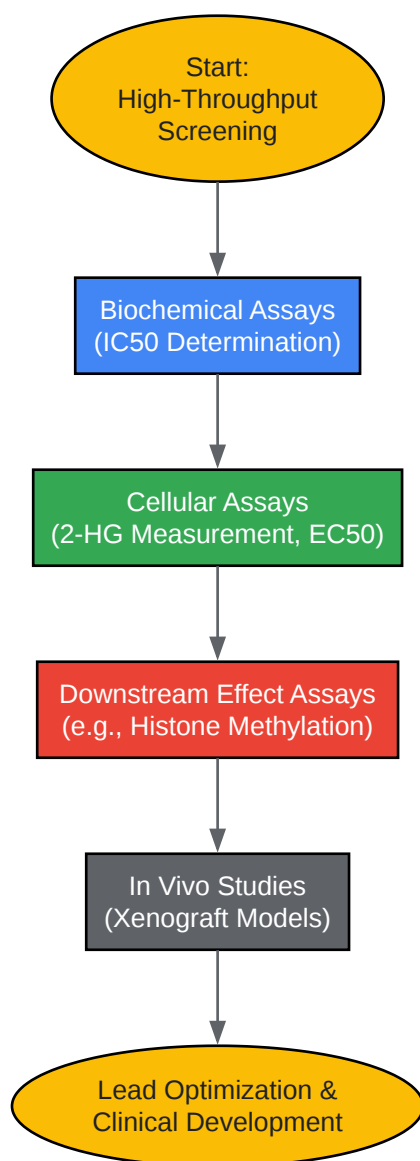 Start:
High-Throughput
Screening
Biochemical Assays
(IC50 Determination)
Cellular Assays
(2-HG Measurement, EC50)
Downstream Effect Assays
(e.g., Histone Methylation)
In Vivo Studies
(Xenograft Models)
Lead Optimization &
Clinical Development